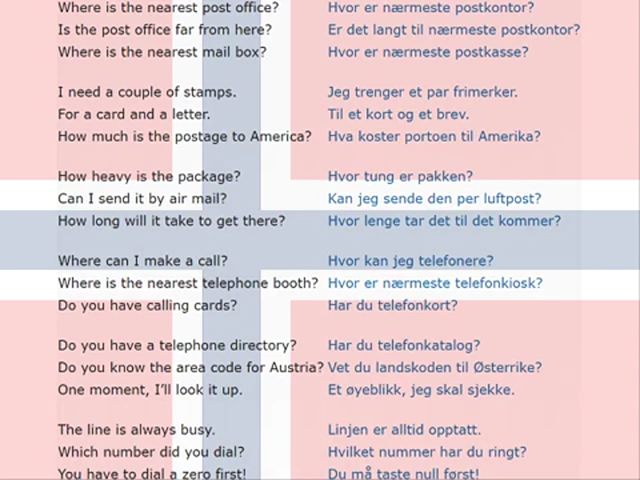 Where is the nearest post office? Hvor er nærmeste postkontor?
Is the post office far from here? Er det langt til nærmeste postkontor?
Where is the nearest mail box? Hvor er nærmeste postkasse?
I need a couple of stamps. Jeg trenger et par frimerker.
For a card and a letter. Til et kort og et brev.
How much is the postage to America? Hva koster portoen til Amerika?
How heavy is the package? Hvor tung er pakken?
Can I send it by air mail? Kan jeg sende den per luftpost?
How long will it take to get there? Hvor lenge tar det til det kommer?
Where can I make a call? Hvor kan jeg telefonere?
Where is the nearest telephone booth? Hvor er nærmeste telefonkiosk?
Do you have calling cards? Har du telefonkort?
Do you have a telephone directory? Har du telefonkatalog?
Do you know the area code for Austria? Vet du landskoden til Østerrike?
One moment, I'll look it up. Et øyeblikk, jeg skal sjekke.
The line is always busy. Linjen er alltid opptatt.
Which number did you dial? Hvilket nummer har du ringt?
You have to dial a zero first! Du må taste null først!